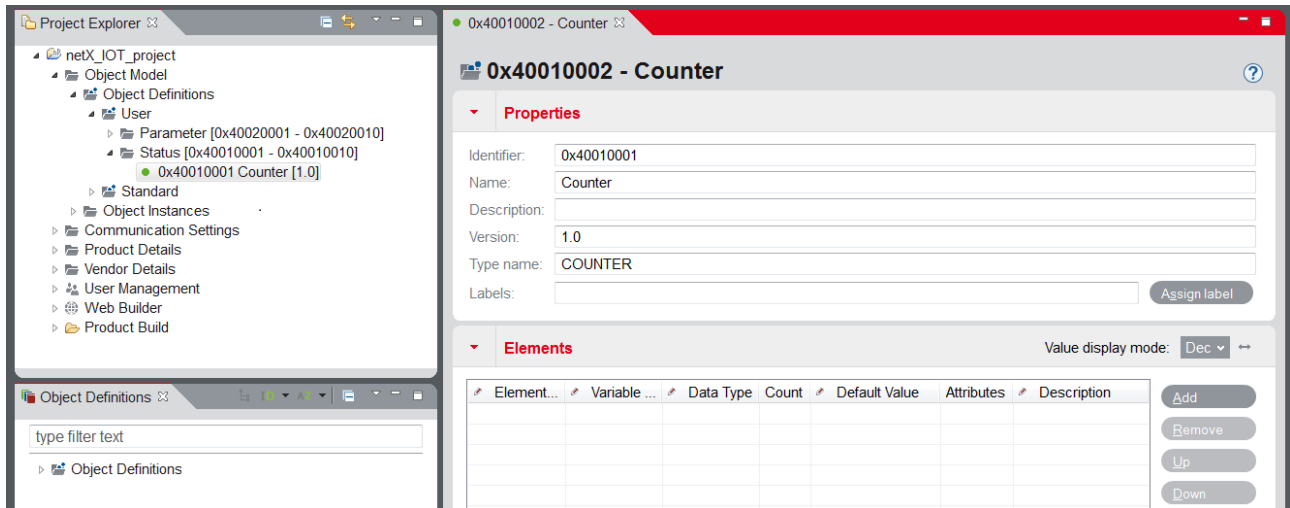 Project Explorer
netX_IOT_project
Object Model
Object Definitions
User
Parameter [0x40020001 - 0x40020010]
Status [0x40010001 - 0x40010010]
0x40010001 Counter [1.0]
Standard
Object Instances
Communication Settings
Product Details
Vendor Details
User Management
Web Builder
Product Build
Object Definitions
type filter text
Object Definitions
0x40010002 - Counter
0x40010002 - Counter
Properties
Identifier: 0x40010001
Name: Counter
Description:
Version: 1.0
Type name: COUNTER
Labels: Assign label
Elements Value display mode: Dec
Element... Variable ... Data Type Count Default Value Attributes Description
Add
Remove
Up
Down